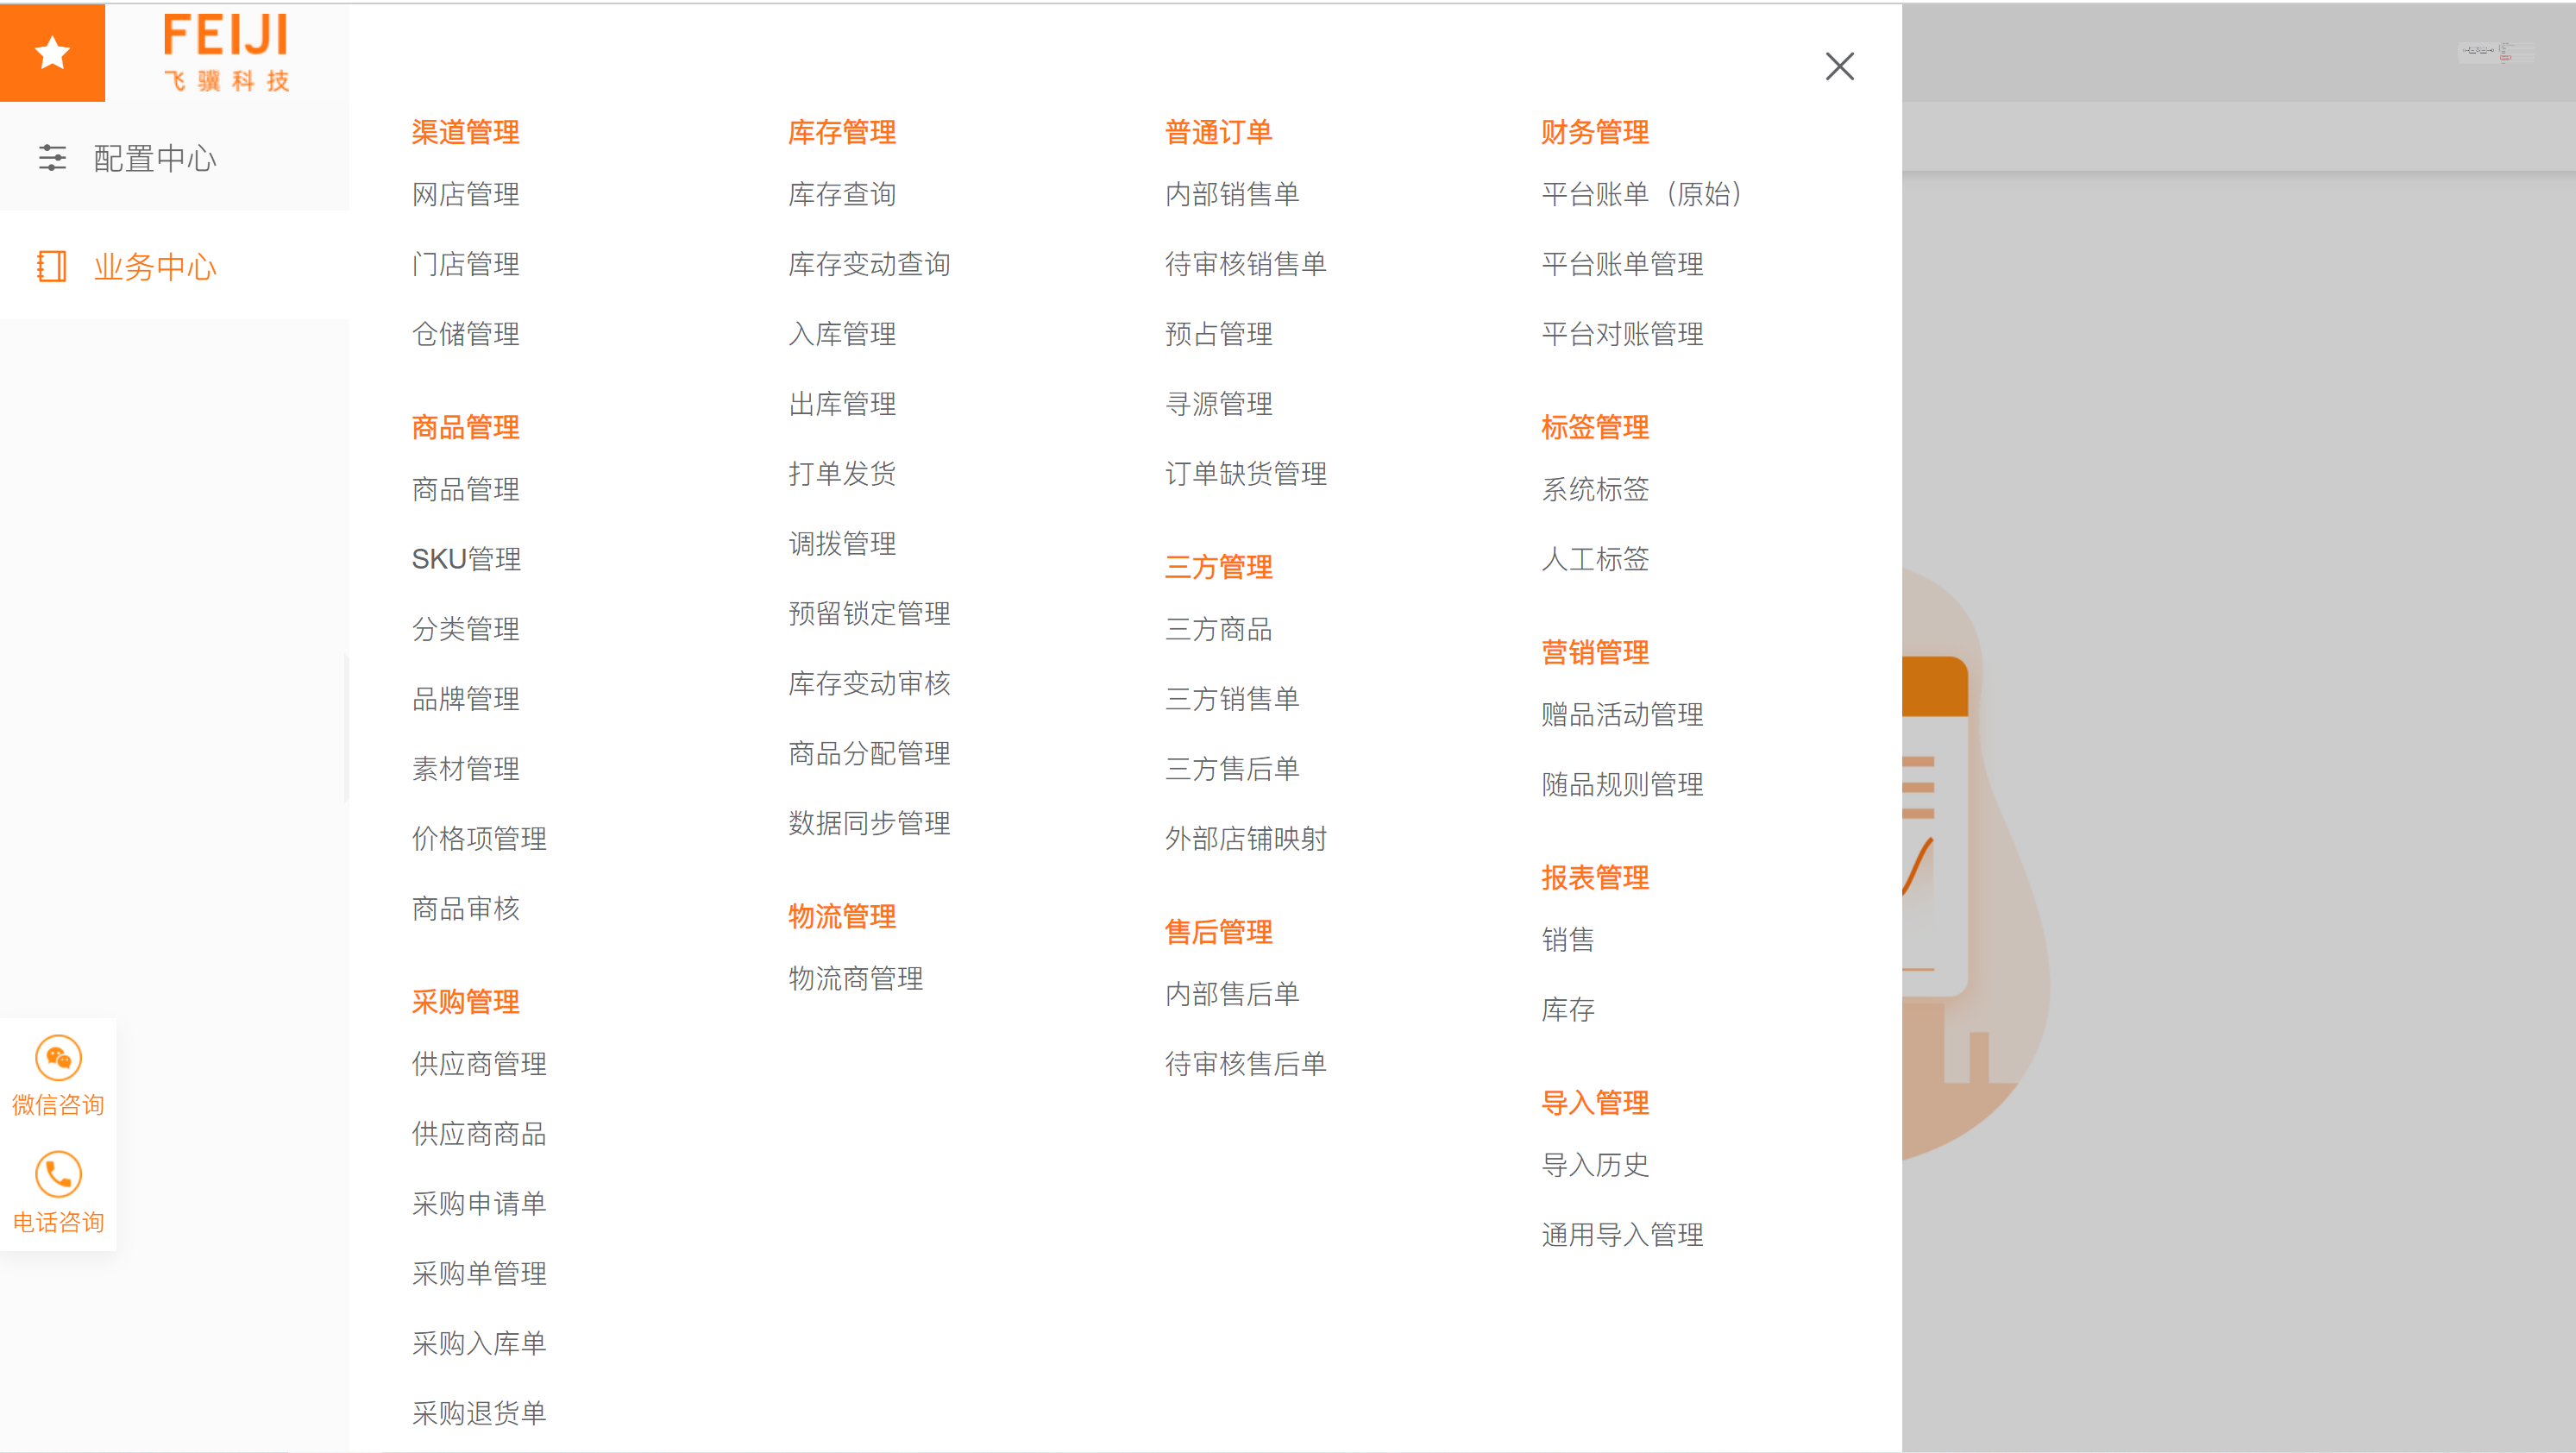 FEIJI
飞骥科技
配置中心
业务中心
微信咨询
电话咨询
渠道管理
网店管理
门店管理
仓储管理
商品管理
商品管理
SKU管理
分类管理
品牌管理
素材管理
价格项管理
商品审核
采购管理
供应商管理
供应商商品
采购申请单
采购单管理
采购入库单
采购退货单
库存管理
库存查询
库存变动查询
入库管理
出库管理
打单发货
调拨管理
预留锁定管理
库存变动审核
商品分配管理
数据同步管理
物流管理
物流商管理
普通订单
内部销售单
待审核销售单
预占管理
寻源管理
订单缺货管理
三方管理
三方商品
三方销售单
三方售后单
外部店铺映射
售后管理
内部售后单
待审核售后单
财务管理
平台账单（原始）
平台账单管理
平台对账管理
标签管理
系统标签
人工标签
营销管理
赠品活动管理
随品规则管理
报表管理
销售
库存
导入管理
导入历史
通用导入管理